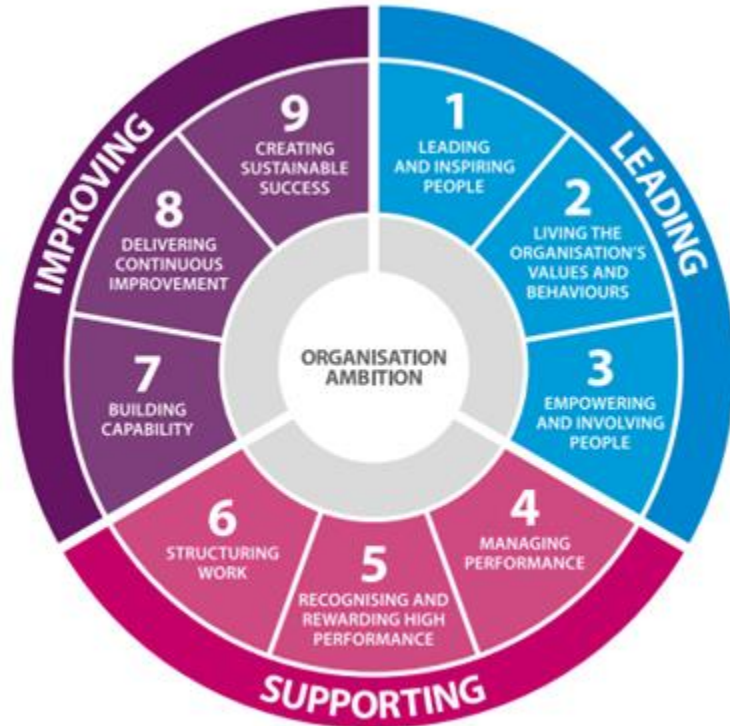 LEADING
1
LEADING
AND INSPIRING
PEOPLE
2
LIVING THE
ORGANISATION'S
VALUES AND
BEHAVIOURS
3
EMPOWERING
AND INVOLVING
PEOPLE
SUPPORTING
4
MANAGING
PERFORMANCE
5
RECOGNISING AND
REWARDING HIGH
PERFORMANCE
6
STRUCTURING
WORK
IMPROVING
7
BUILDING
CAPABILITY
8
DELIVERING
CONTINUOUS
IMPROVEMENT
9
CREATING
SUSTAINABLE
SUCCESS
ORGANISATION
AMBITION